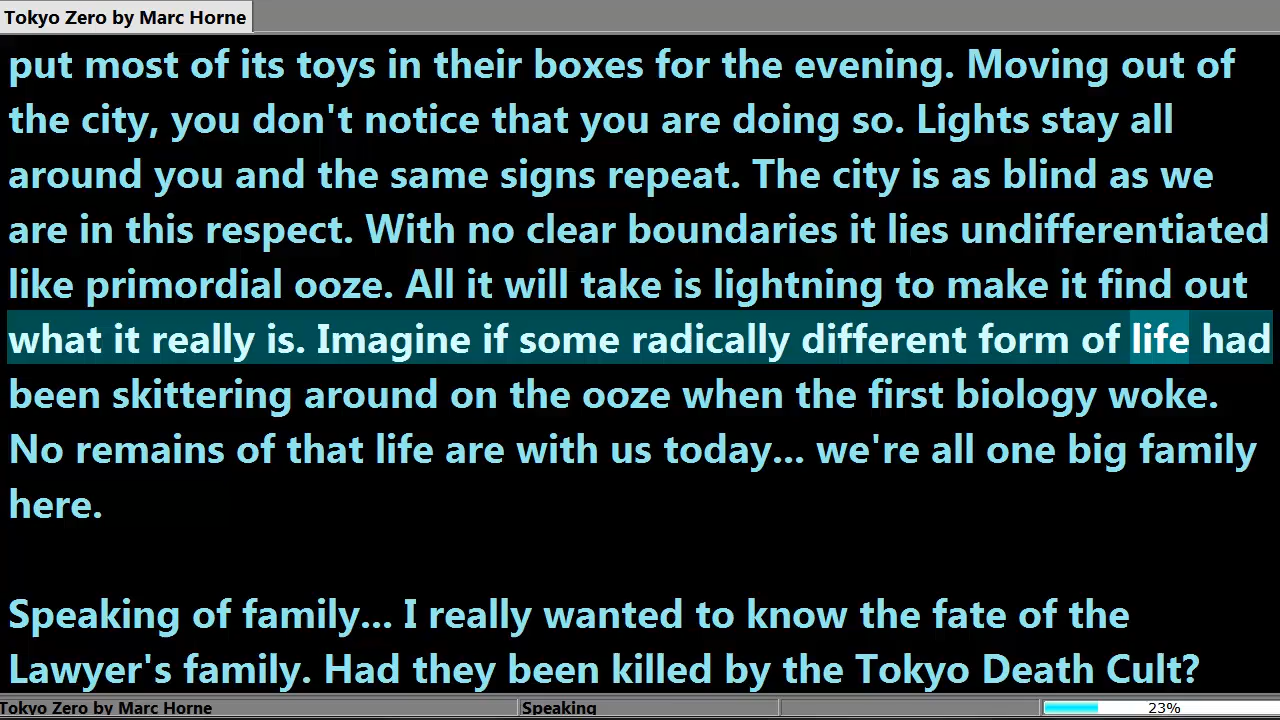 Tokyo Zero by Marc Horne
put most of its toys in their boxes for the evening. Moving out of
the city, you don't notice that you are doing so. Lights stay all
around you and the same signs repeat. The city is as blind as we
are in this respect. With no clear boundaries it lies undifferentiated
like primordial ooze. All it will take is lightning to make it find out
what it really is. Imagine if some radically different form of life had
been skittering around on the ooze when the first biology woke.
No remains of that life are with us today... we're all one big family
here.
Speaking of family... I really wanted to know the fate of the
Lawyer's family. Had they been killed by the Tokyo Death Cult?
Tokyo Zero by Marc Horne Speaking 23%